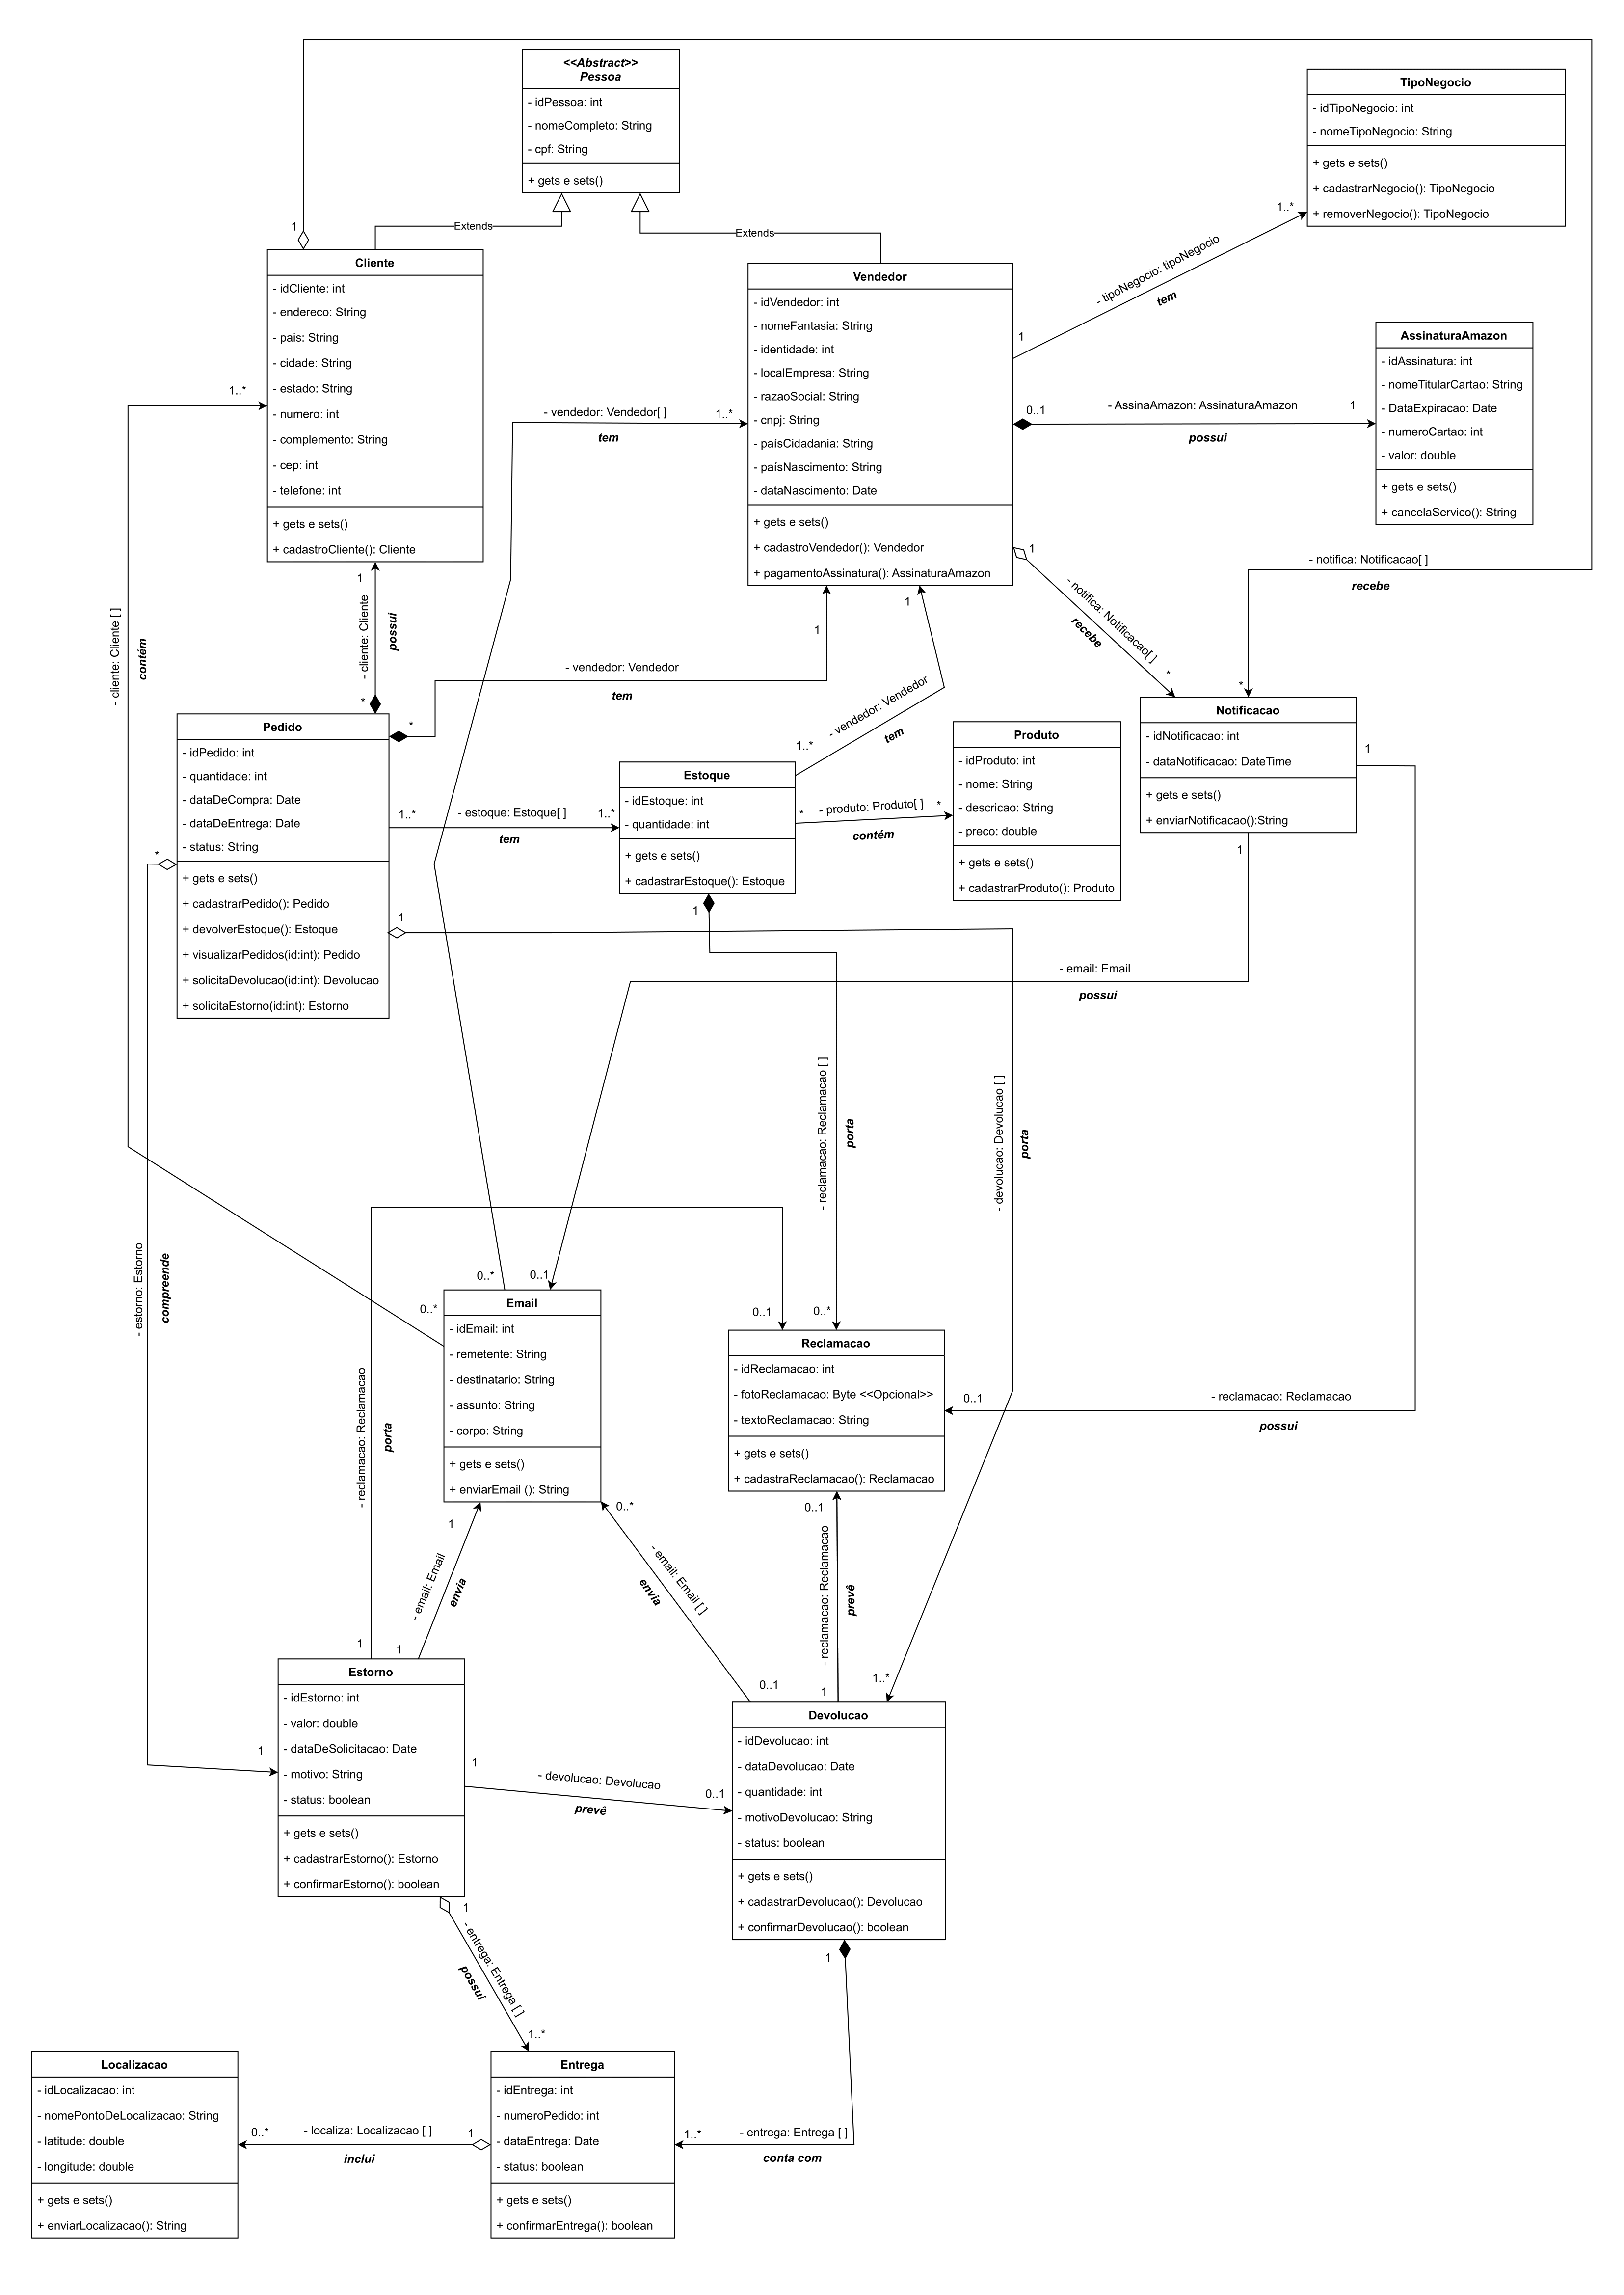 <<Abstract>>
Pessoa
- idPessoa: int
- nomeCompleto: String
- cpf: String
+ gets e sets()
TipoNegocio
- idTipoNegocio: int
- nomeTipoNegocio: String
+ gets e sets()
+ cadastrarNegocio(): TipoNegocio
+ removerNegocio(): TipoNegocio
1
Extends
Extends
1..*
- tipoNegocio: tipoNegocio
tem
1
Cliente
- idCliente: int
- endereco: String
- pais: String
- cidade: String
- estado: String
- numero: int
- complemento: String
- cep: int
- telefone: int
+ gets e sets()
+ cadastroCliente(): Cliente
Vendedor
- idVendedor: int
- nomeFantasia: String
- identidade: int
- localEmpresa: String
- razaoSocial: String
- cnpj: String
- paísCidadania: String
- paísNascimento: String
- dataNascimento: Date
+ gets e sets()
+ cadastroVendedor(): Vendedor
+ pagamentoAssinatura(): AssinaturaAmazon
AssinaturaAmazon
- idAssinatura: int
- nomeTitularCartao: String
- DataExpiracao: Date
- numeroCartao: int
- valor: double
+ gets e sets()
+ cancelaServico(): String
1..*
- vendedor: Vendedor[ ]
1..*
tem
0..1
- AssinaAmazon: AssinaturaAmazon
1
possui
1
- notifica: Notificacao[ ]
recebe
*
- notifica: Notificacao[ ]
recebe
*
- cliente: Cliente [ ]
contém
1
- cliente: Cliente
possui
*
1
- vendedor: Vendedor
tem
*
1
- vendedor: Vendedor
tem
1..*
Pedido
- idPedido: int
- quantidade: int
- dataDeCompra: Date
- dataDeEntrega: Date
- status: String
+ gets e sets()
+ cadastrarPedido(): Pedido
+ devolverEstoque(): Estoque
+ visualizarPedidos(id:int): Pedido
+ solicitaDevolucao(id:int): Devolucao
+ solicitaEstorno(id:int): Estorno
Estoque
- idEstoque: int
- quantidade: int
+ gets e sets()
+ cadastrarEstoque(): Estoque
Produto
- idProduto: int
- nome: String
- descricao: String
- preco: double
+ gets e sets()
+ cadastrarProduto(): Produto
Notificacao
- idNotificacao: int
- dataNotificacao: DateTime
+ gets e sets()
+ enviarNotificacao():String
1..*
- estoque: Estoque[ ]
1..*
tem
*
- produto: Produto[ ]
*
contém
1
1
*
1
1
- email: Email
possui
- reclamacao: Reclamacao [ ]
porta
- devolucao: Devolucao [ ]
porta
- estorno: Estorno
compreende
0..*
0..1
0..*
0..1
0..*
Email
- idEmail: int
- remetente: String
- destinatario: String
- assunto: String
- corpo: String
+ gets e sets()
+ enviarEmail (): String
Reclamacao
- idReclamacao: int
- fotoReclamacao: Byte <<Opcional>>
- textoReclamacao: String
+ gets e sets()
+ cadastraReclamacao(): Reclamacao
0..1
- reclamacao: Reclamacao
possui
- reclamacao: Reclamacao
porta
1
1
- email: Email
envia
1
0..*
- email: Email [ ]
envia
0..1
0..1
- reclamacao: Reclamacao
prevê
1
1..*
Estorno
- idEstorno: int
- valor: double
- dataDeSolicitacao: Date
- motivo: String
- status: boolean
+ gets e sets()
+ cadastrarEstorno(): Estorno
+ confirmarEstorno(): boolean
1
1
- devolucao: Devolucao
0..1
prevê
Devolucao
- idDevolucao: int
- dataDevolucao: Date
- quantidade: int
- motivoDevolucao: String
- status: boolean
+ gets e sets()
+ cadastrarDevolucao(): Devolucao
+ confirmarDevolucao(): boolean
1
- entrega: Entrega [ ]
possui
1..*
1
Localizacao
- idLocalizacao: int
- nomePontoDeLocalizacao: String
- latitude: double
- longitude: double
+ gets e sets()
+ enviarLocalizacao(): String
0..*
- localiza: Localizacao [ ]
1
inclui
Entrega
- idEntrega: int
- numeroPedido: int
- dataEntrega: Date
- status: boolean
+ gets e sets()
+ confirmarEntrega(): boolean
1..*
- entrega: Entrega [ ]
conta com